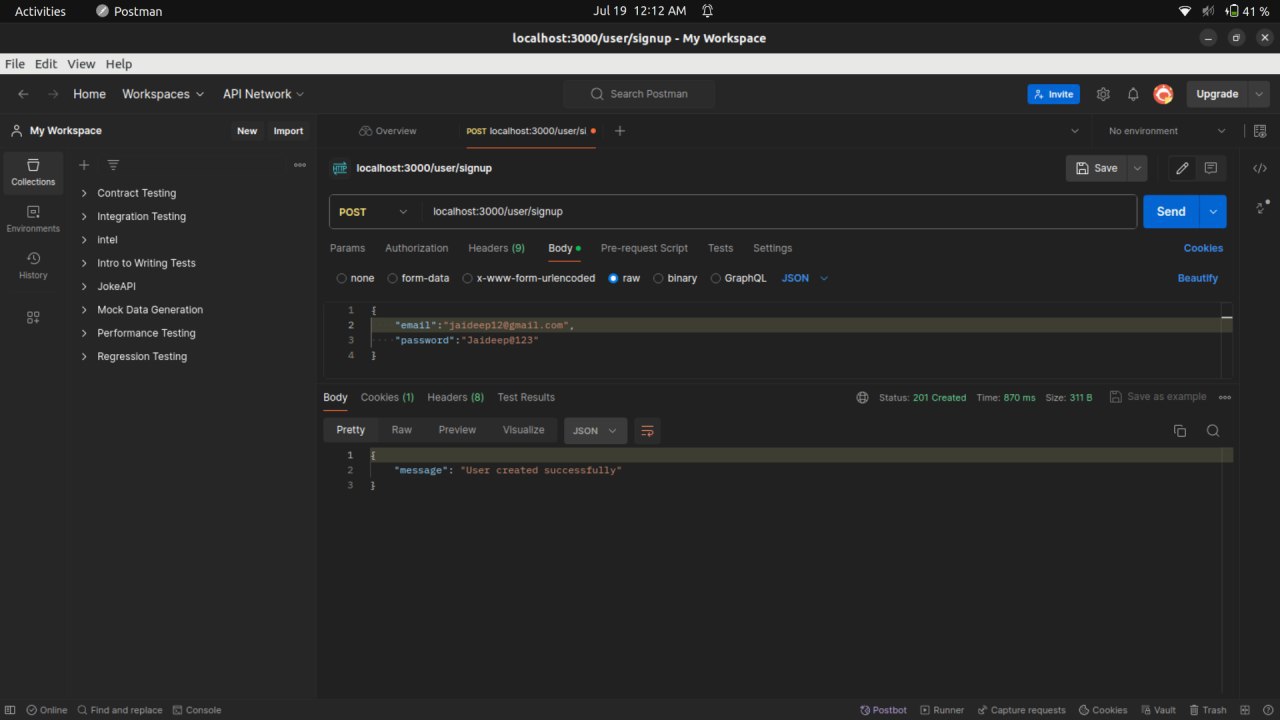 Activities Postman Jul 19 12:12 AM 41 %
localhost:3000/user/signup - My Workspace
File Edit View Help
Home Workspaces API Network Search Postman Invite Upgrade
My Workspace New Import Overview POST localhost:3000/user/si No environment
HTTP localhost:3000/user/signup Save
Collections
Environments
History
Contract Testing
Integration Testing
intel
Intro to Writing Tests
JokeAPI
Mock Data Generation
Performance Testing
Regression Testing
POST localhost:3000/user/signup Send
Params Authorization Headers (9) Body Pre-request Script Tests Settings Cookies
none form-data x-www-form-urlencoded raw binary GraphQL JSON Beautify
1 {
2 "email":"jaideep12@gmail.com",
3 "password":"Jaideep@123"
4 }
Body Cookies (1) Headers (8) Test Results Status: 201 Created Time: 870 ms Size: 311 B Save as example
Pretty Raw Preview Visualize JSON
1 {
2 "message": "User created successfully"
3 }
Online Find and replace Console Postbot Runner Capture requests Cookies Vault Trash